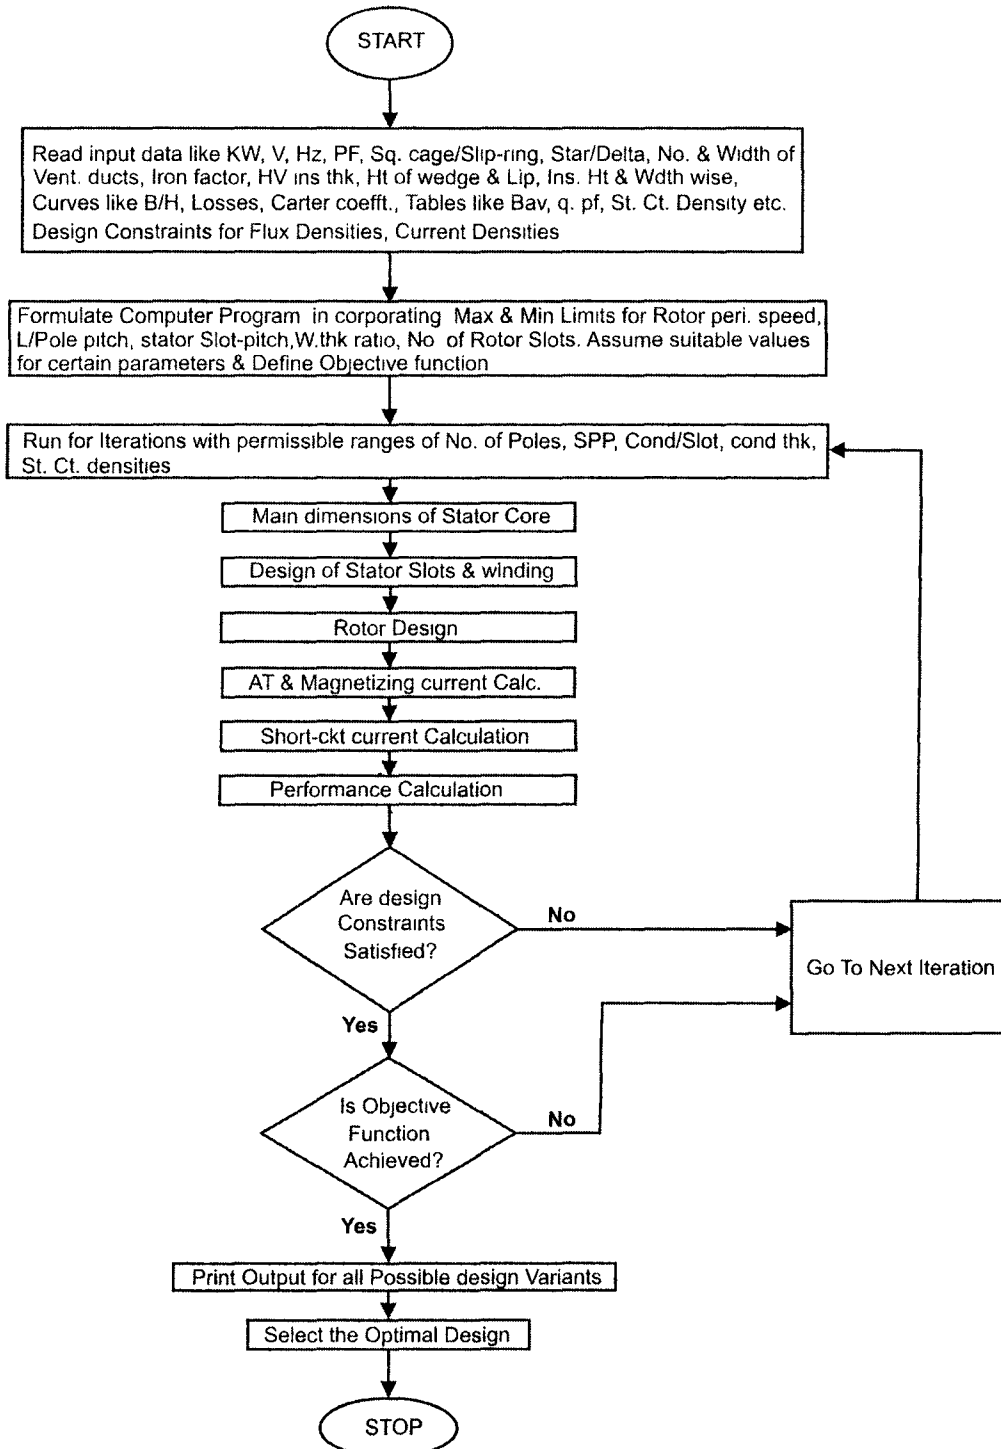 START
Read input data like KW, V, Hz, PF, Sq. cage/Slip-ring, Star/Delta, No. & Width of
Vent. ducts, Iron factor, HV ins thk, Ht of wedge & Lip, Ins. Ht & Wdth wise,
Curves like B/H, Losses, Carter coefft., Tables like Bav, q. pf, St. Ct. Density etc.
Design Constraints for Flux Densities, Current Densities
Formulate Computer Program in corporating Max & Min Limits for Rotor peri. speed,
L/Pole pitch, stator Slot-pitch,W.thk ratio, No of Rotor Slots. Assume suitable values
for certain parameters & Define Objective function
Run for Iterations with permissible ranges of No. of Poles, SPP, Cond/Slot, cond thk,
St. Ct. densities
Main dimensions of Stator Core
Design of Stator Slots & winding
Rotor Design
AT & Magnetizing current Calc.
Short-ckt current Calculation
Performance Calculation
Are design
Constraints
Satisfied?
No
Go To Next Iteration
Yes
Is Objective
Function
Achieved?
No
Yes
Print Output for all Possible design Variants
Select the Optimal Design
STOP